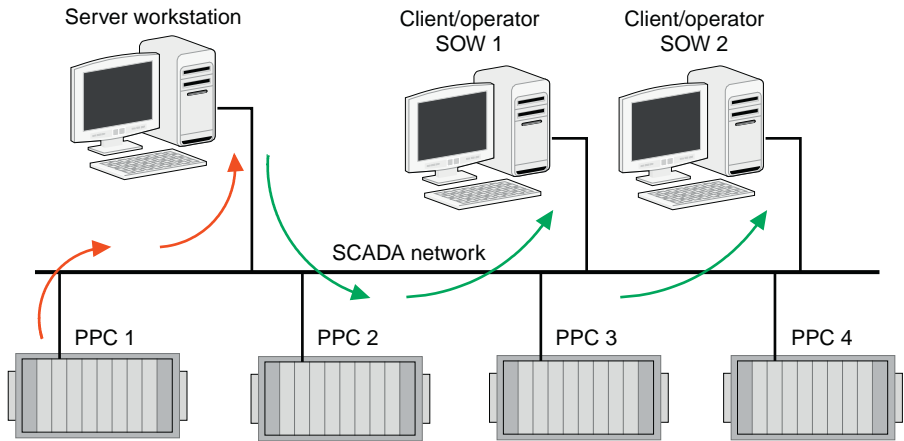 Server workstation
Client/operator
SOW 1
Client/operator
SOW 2
SCADA network
PPC 1
PPC 2
PPC 3
PPC 4